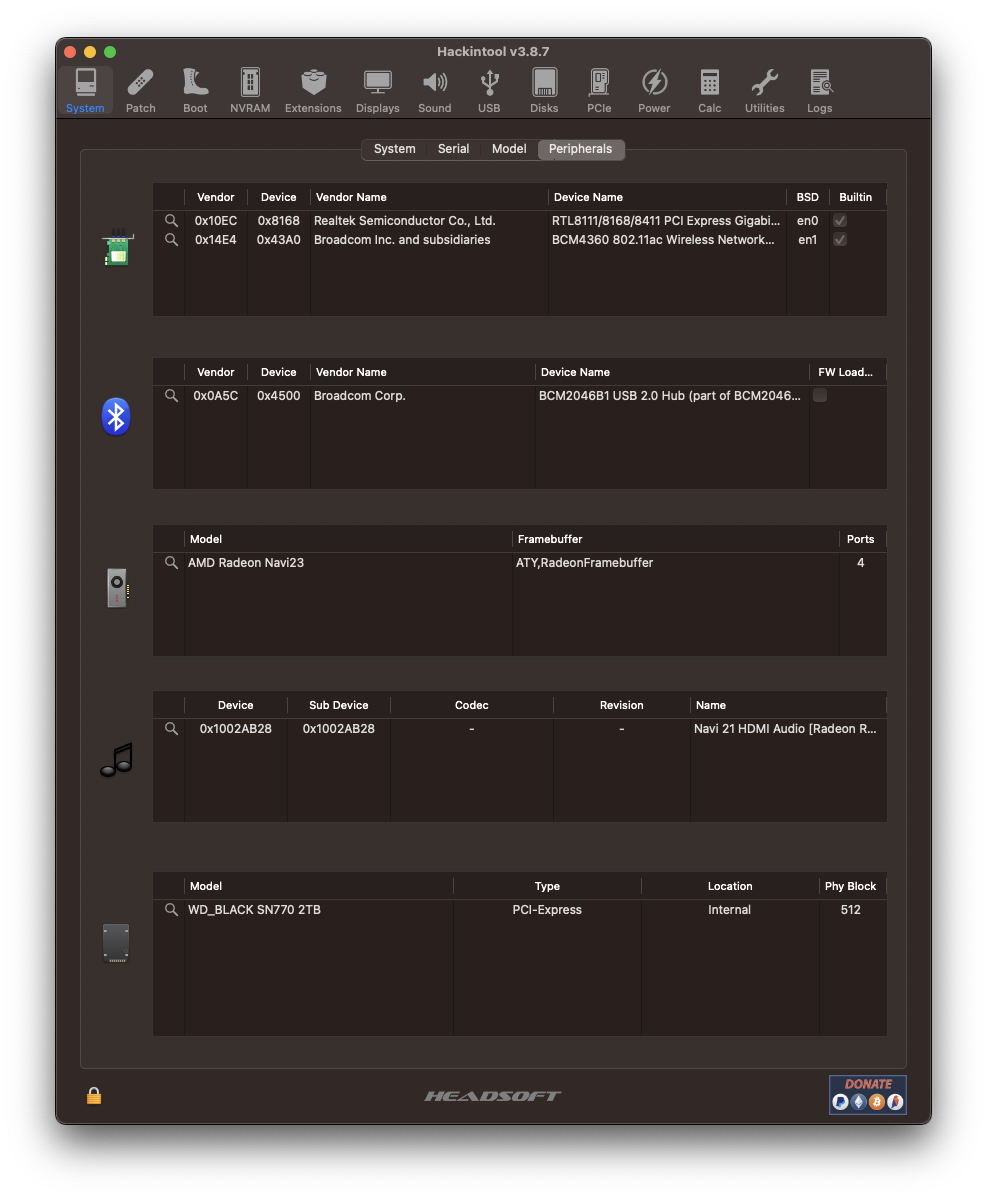 Hackintool v3.8.7
System Patch Boot NVRAM Extensions Displays Sound USB Disks PCIe Power Calc Utilities Logs
System Serial Model Peripherals
Vendor Device Vendor Name Device Name BSD Builtin
0x10EC 0x8168 Realtek Semiconductor Co., Ltd. RTL8111/8168/8411 PCI Express Gigabi... en0
0x14E4 0x43A0 Broadcom Inc. and subsidiaries BCM4360 802.11ac Wireless Network... en1
Vendor Device Vendor Name Device Name FW Load...
0x0A5C 0x4500 Broadcom Corp. BCM2046B1 USB 2.0 Hub (part of BCM2046...
Model Framebuffer Ports
AMD Radeon Navi23 ATY,RadeonFramebuffer 4
Device Sub Device Codec Revision Name
0x1002AB28 0x1002AB28 - - Navi 21 HDMI Audio [Radeon R...
Model Type Location Phy Block
WD_BLACK SN770 2TB PCI-Express Internal 512
HEADSOFT
DONATE